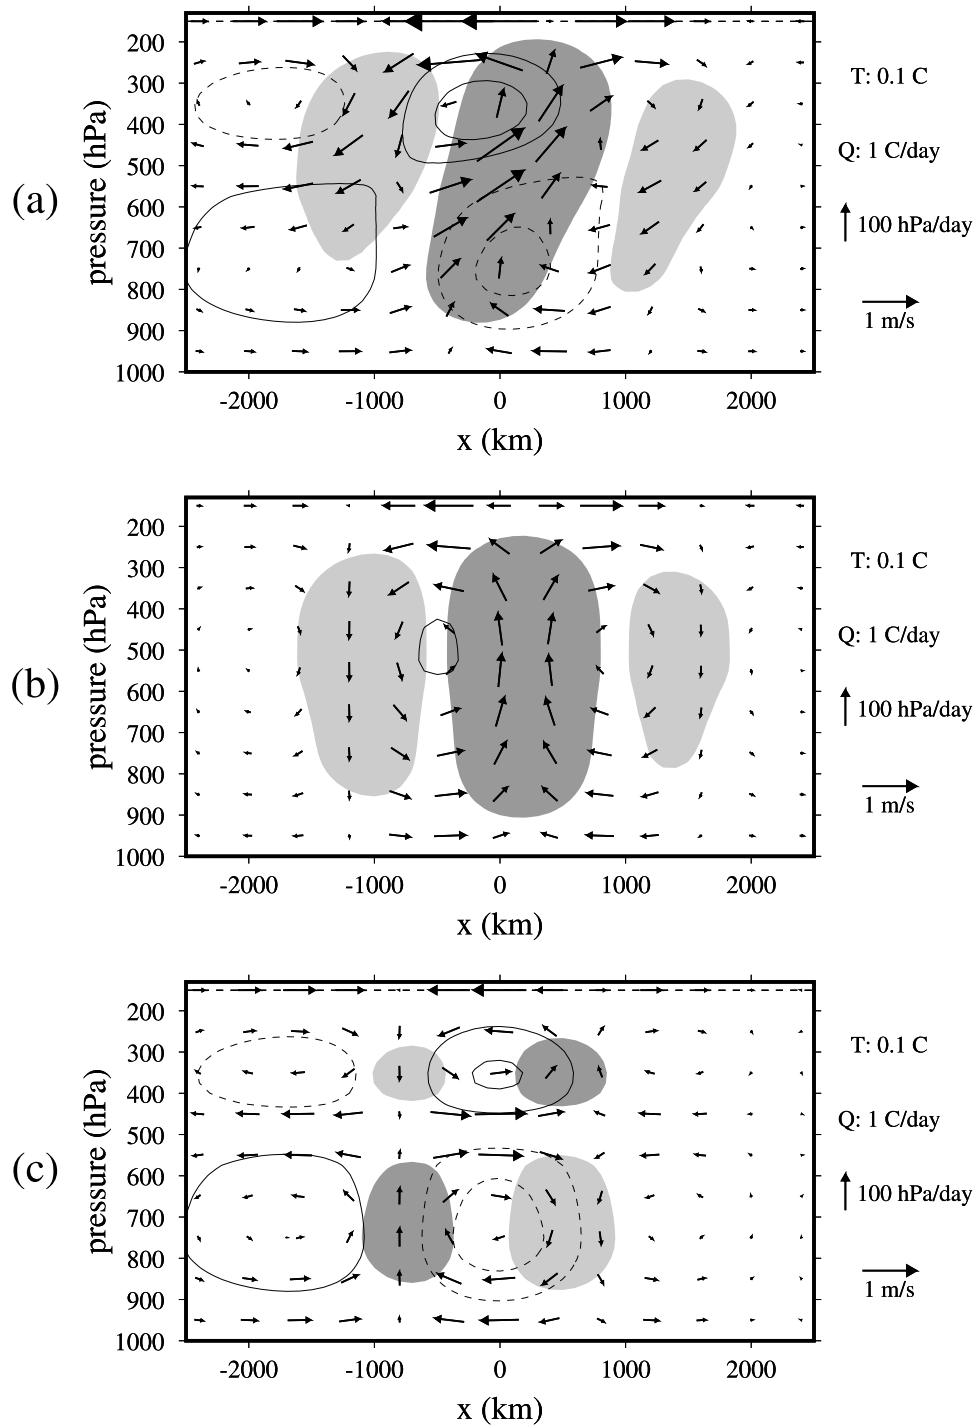 200
300
400
500
600
700
800
900
1000
pressure (hPa)
(a)
T: 0.1 C
Q: 1 C/day
100 hPa/day
1 m/s
-2000 -1000 0 1000 2000
x (km)
200
300
400
500
600
700
800
900
1000
pressure (hPa)
(b)
T: 0.1 C
Q: 1 C/day
100 hPa/day
1 m/s
-2000 -1000 0 1000 2000
x (km)
200
300
400
500
600
700
800
900
1000
pressure (hPa)
(c)
T: 0.1 C
Q: 1 C/day
100 hPa/day
1 m/s
-2000 -1000 0 1000 2000
x (km)